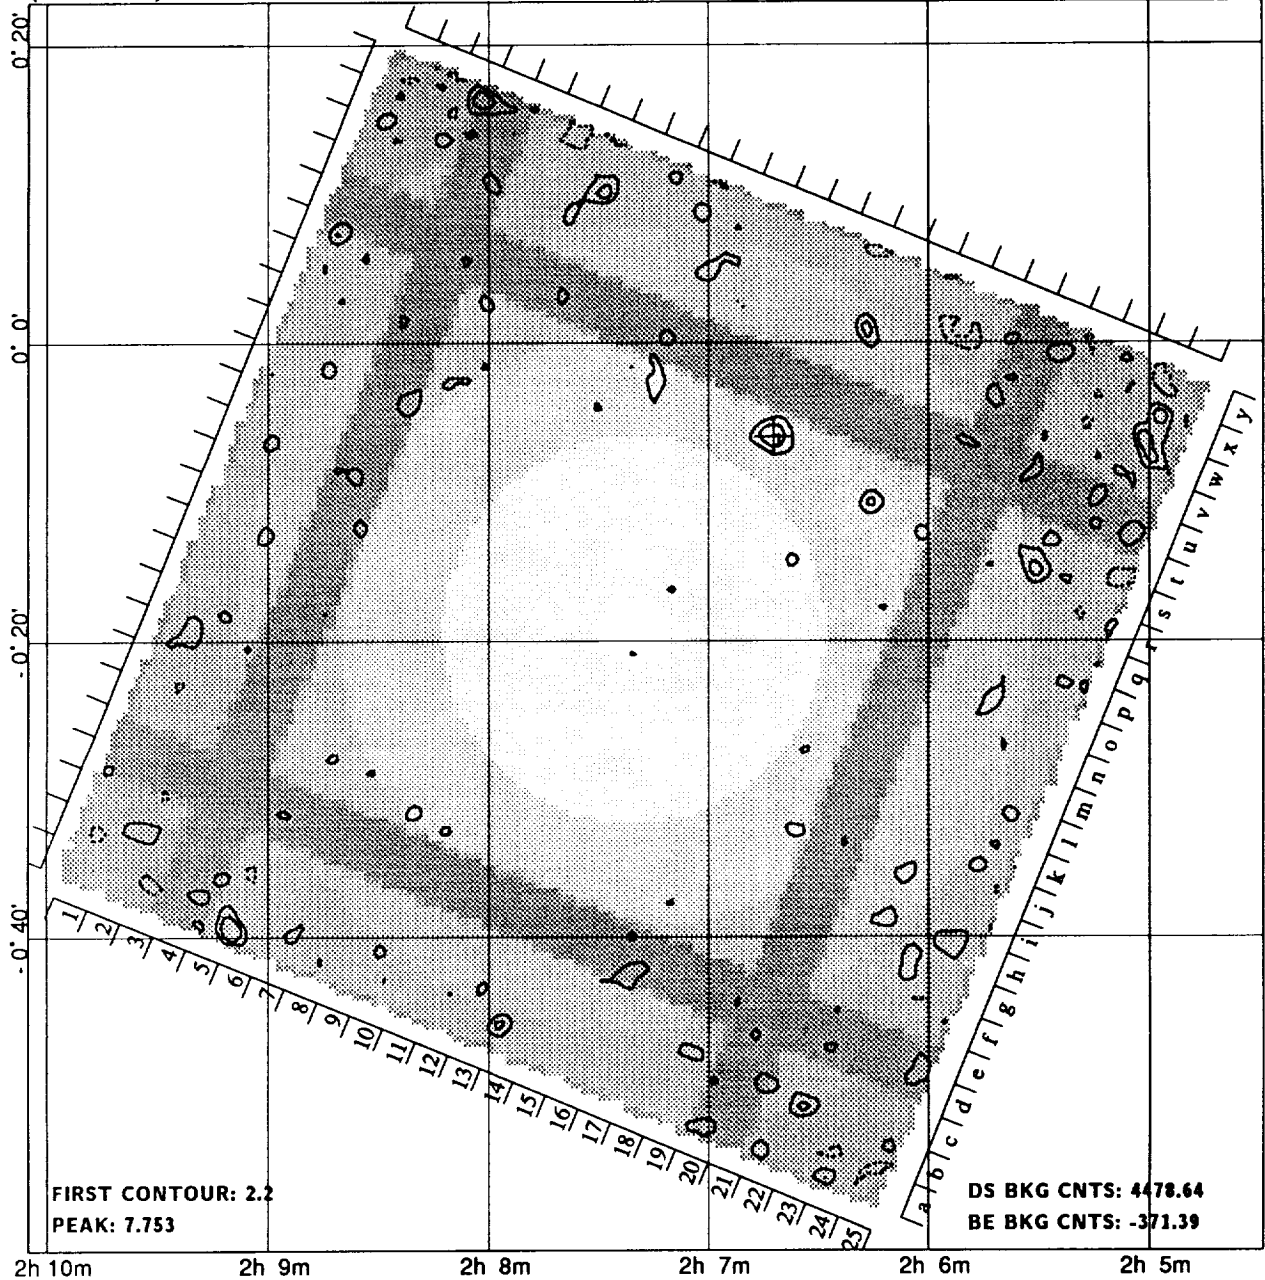 0° 20'
0° 0'
-0° 20'
-0° 40'
y
x
w
v
u
t
s
r
q
p
o
n
m
l
k
j
i
h
g
f
e
d
c
b
a
1 2 3 4 5 6 7 8 9 10 11 12 13 14 15 16 17 18 19 20 21 22 23 24 25
FIRST CONTOUR: 2.2
PEAK: 7.753
DS BKG CNTS: 4478.64
BE BKG CNTS: -371.39
2h 10m 2h 9m 2h 8m 2h 7m 2h 6m 2h 5m